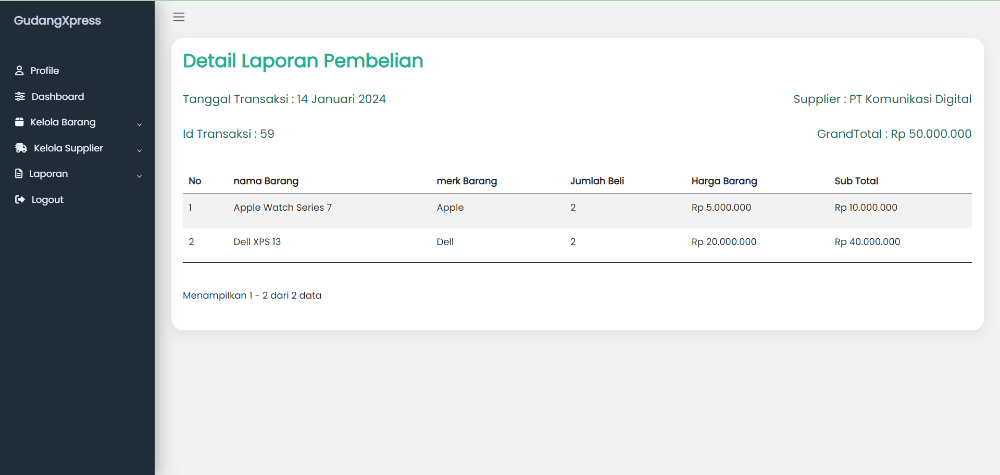 GudangXpress
Profile
Dashboard
Kelola Barang
Kelola Supplier
Laporan
Logout
Detail Laporan Pembelian
Tanggal Transaksi : 14 Januari 2024
Supplier : PT Komunikasi Digital
Id Transaksi : 59
GrandTotal : Rp 50.000.000
No nama Barang merk Barang Jumlah Beli Harga Barang Sub Total
1 Apple Watch Series 7 Apple 2 Rp 5.000.000 Rp 10.000.000
2 Dell XPS 13 Dell 2 Rp 20.000.000 Rp 40.000.000
Menampilkan 1 - 2 dari 2 data